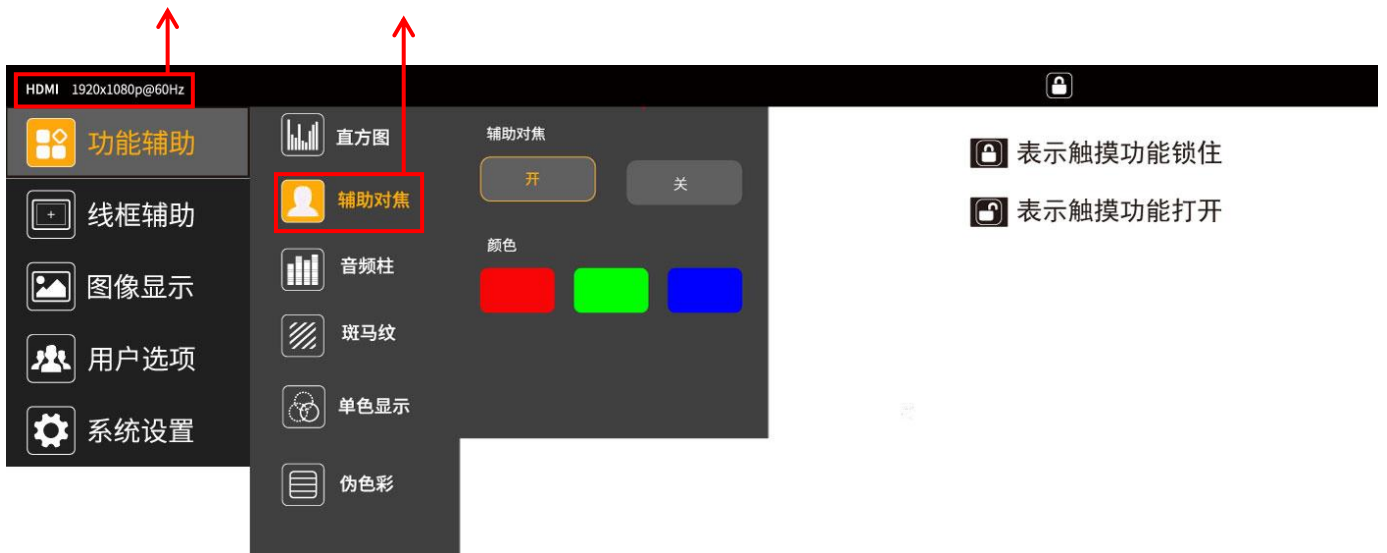 HDMI 1920x1080p@60Hz
功能辅助
线框辅助
图像显示
用户选项
系统设置
直方图
辅助对焦
音频柱
斑马纹
单色显示
伪色彩
辅助对焦
开 关
颜色
表示触摸功能锁住
表示触摸功能打开